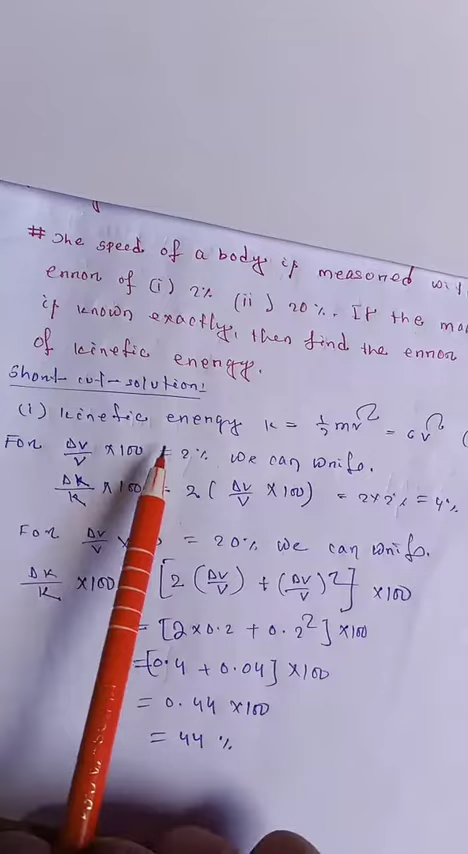 # The speed of a body is measured with
error of (i) 2% (ii) 20%. If the ma
is known exactly, then find the error
of kinetic energy.
Short-cut-solution:
(i) Kinetic energy K = ½mv² = cv² (
For Δv/v ×100 = 2% we can write.
ΔK/K ×100 = 2(Δv/v ×100) = 2×2% = 4%
For Δv/v × = 20% we can write.
ΔK/K ×100 [2(Δv/v) + (Δv/v)²] ×100
= [2×0.2 + 0.2²]×100
=[0.4 + 0.04]×100
= 0.44 ×100
= 44 %